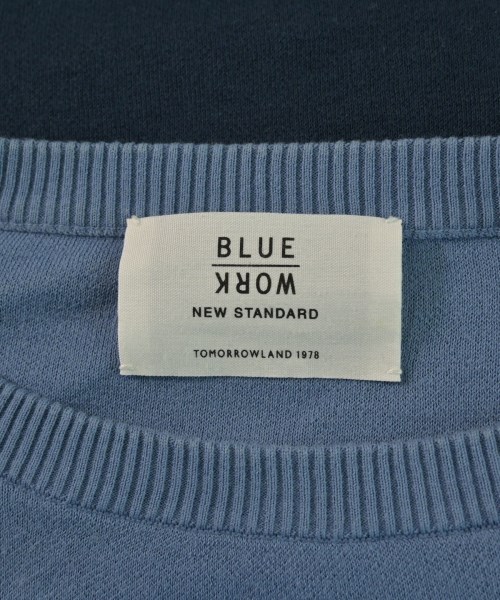 BLUE
WORK
NEW STANDARD
TOMORROWLAND 1978